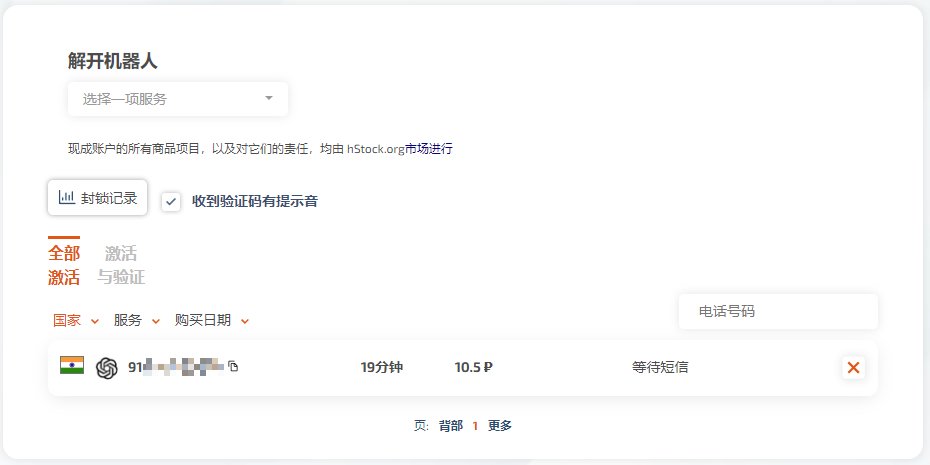 解开机器人
选择一项服务
现成账户的所有商品项目，以及对它们的责任，均由 hStock.org市场进行
封锁记录
收到验证码有提示音
全部 激活
激活 与验证
国家 服务 购买日期 电话号码
91 19分钟 10.5 ₽ 等待短信
页: 背部 1 更多